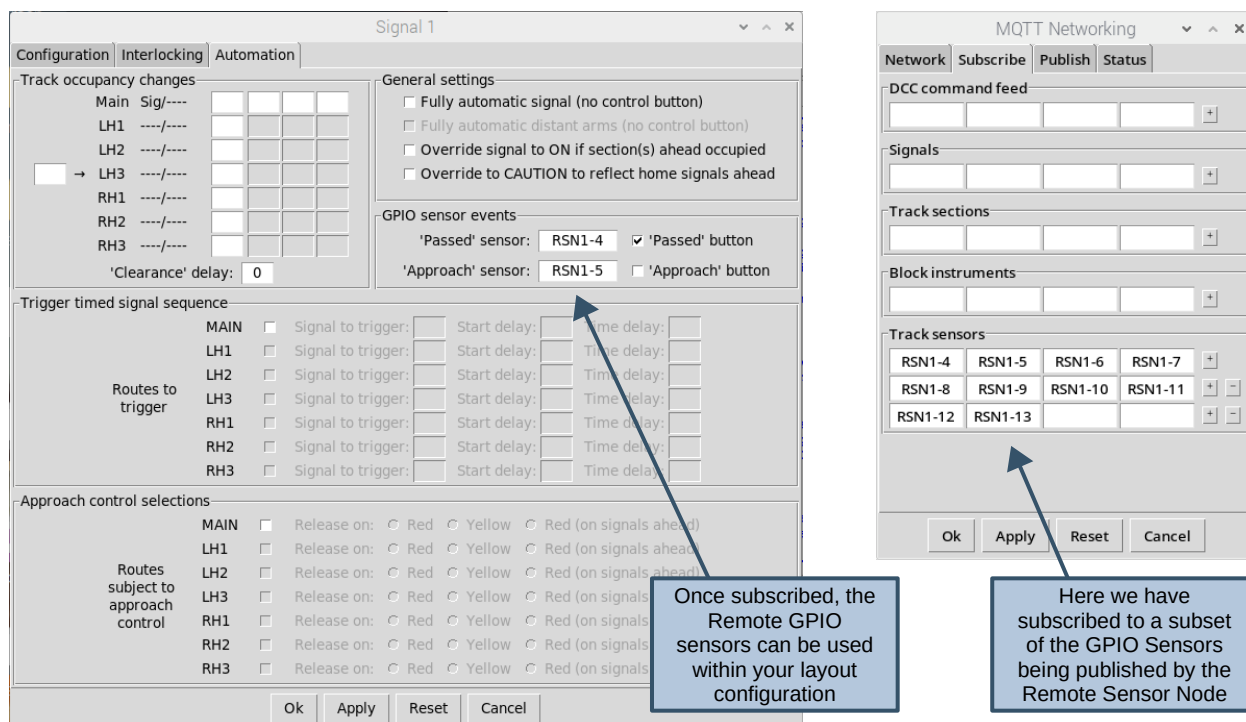 Signal 1
Configuration Interlocking Automation
Track occupancy changes
Main Sig/----
LH1 ----/----
LH2 ----/----
→ LH3 ----/----
RH1 ----/----
RH2 ----/----
RH3 ----/----
'Clearance' delay: 0
General settings
Fully automatic signal (no control button)
Fully automatic distant arms (no control button)
Override signal to ON if section(s) ahead occupied
Override to CAUTION to reflect home signals ahead
GPIO sensor events
'Passed' sensor: RSN1-4 'Passed' button
'Approach' sensor: RSN1-5 'Approach' button
Trigger timed signal sequence
Routes to
trigger
MAIN Signal to trigger: Start delay: Time delay:
LH1 Signal to trigger: Start delay: Time delay:
LH2 Signal to trigger: Start delay: Time delay:
LH3 Signal to trigger: Start delay: Time delay:
RH1 Signal to trigger: Start delay: Time delay:
RH2 Signal to trigger: Start delay: Time delay:
RH3 Signal to trigger: Start delay: Time delay:
Approach control selections
Routes
subject to
approach
control
MAIN Release on: Red Yellow Red (on signals ahead)
LH1 Release on: Red Yellow Red (on signals ahead)
LH2 Release on: Red Yellow Red (on signals ahead)
LH3 Release on: Red Yellow Red (on signals
RH1 Release on: Red Yellow Red (on signals
RH2 Release on: Red Yellow Red (on signals
RH3 Release on: Red Yellow Red (on signals
Ok Apply Reset Cancel
MQTT Networking
Network Subscribe Publish Status
DCC command feed
+
Signals
+
Track sections
+
Block instruments
+
Track sensors
RSN1-4 RSN1-5 RSN1-6 RSN1-7 +
RSN1-8 RSN1-9 RSN1-10 RSN1-11 + −
RSN1-12 RSN1-13 + −
Ok Apply Reset Cancel
Once subscribed, the
Remote GPIO
sensors can be used
within your layout
configuration
Here we have
subscribed to a subset
of the GPIO Sensors
being published by the
Remote Sensor Node